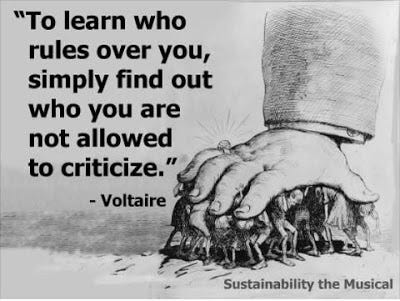 “To learn who
rules over you,
simply find out
who you are
not allowed
to criticize.”
- Voltaire
Sustainability the Musical